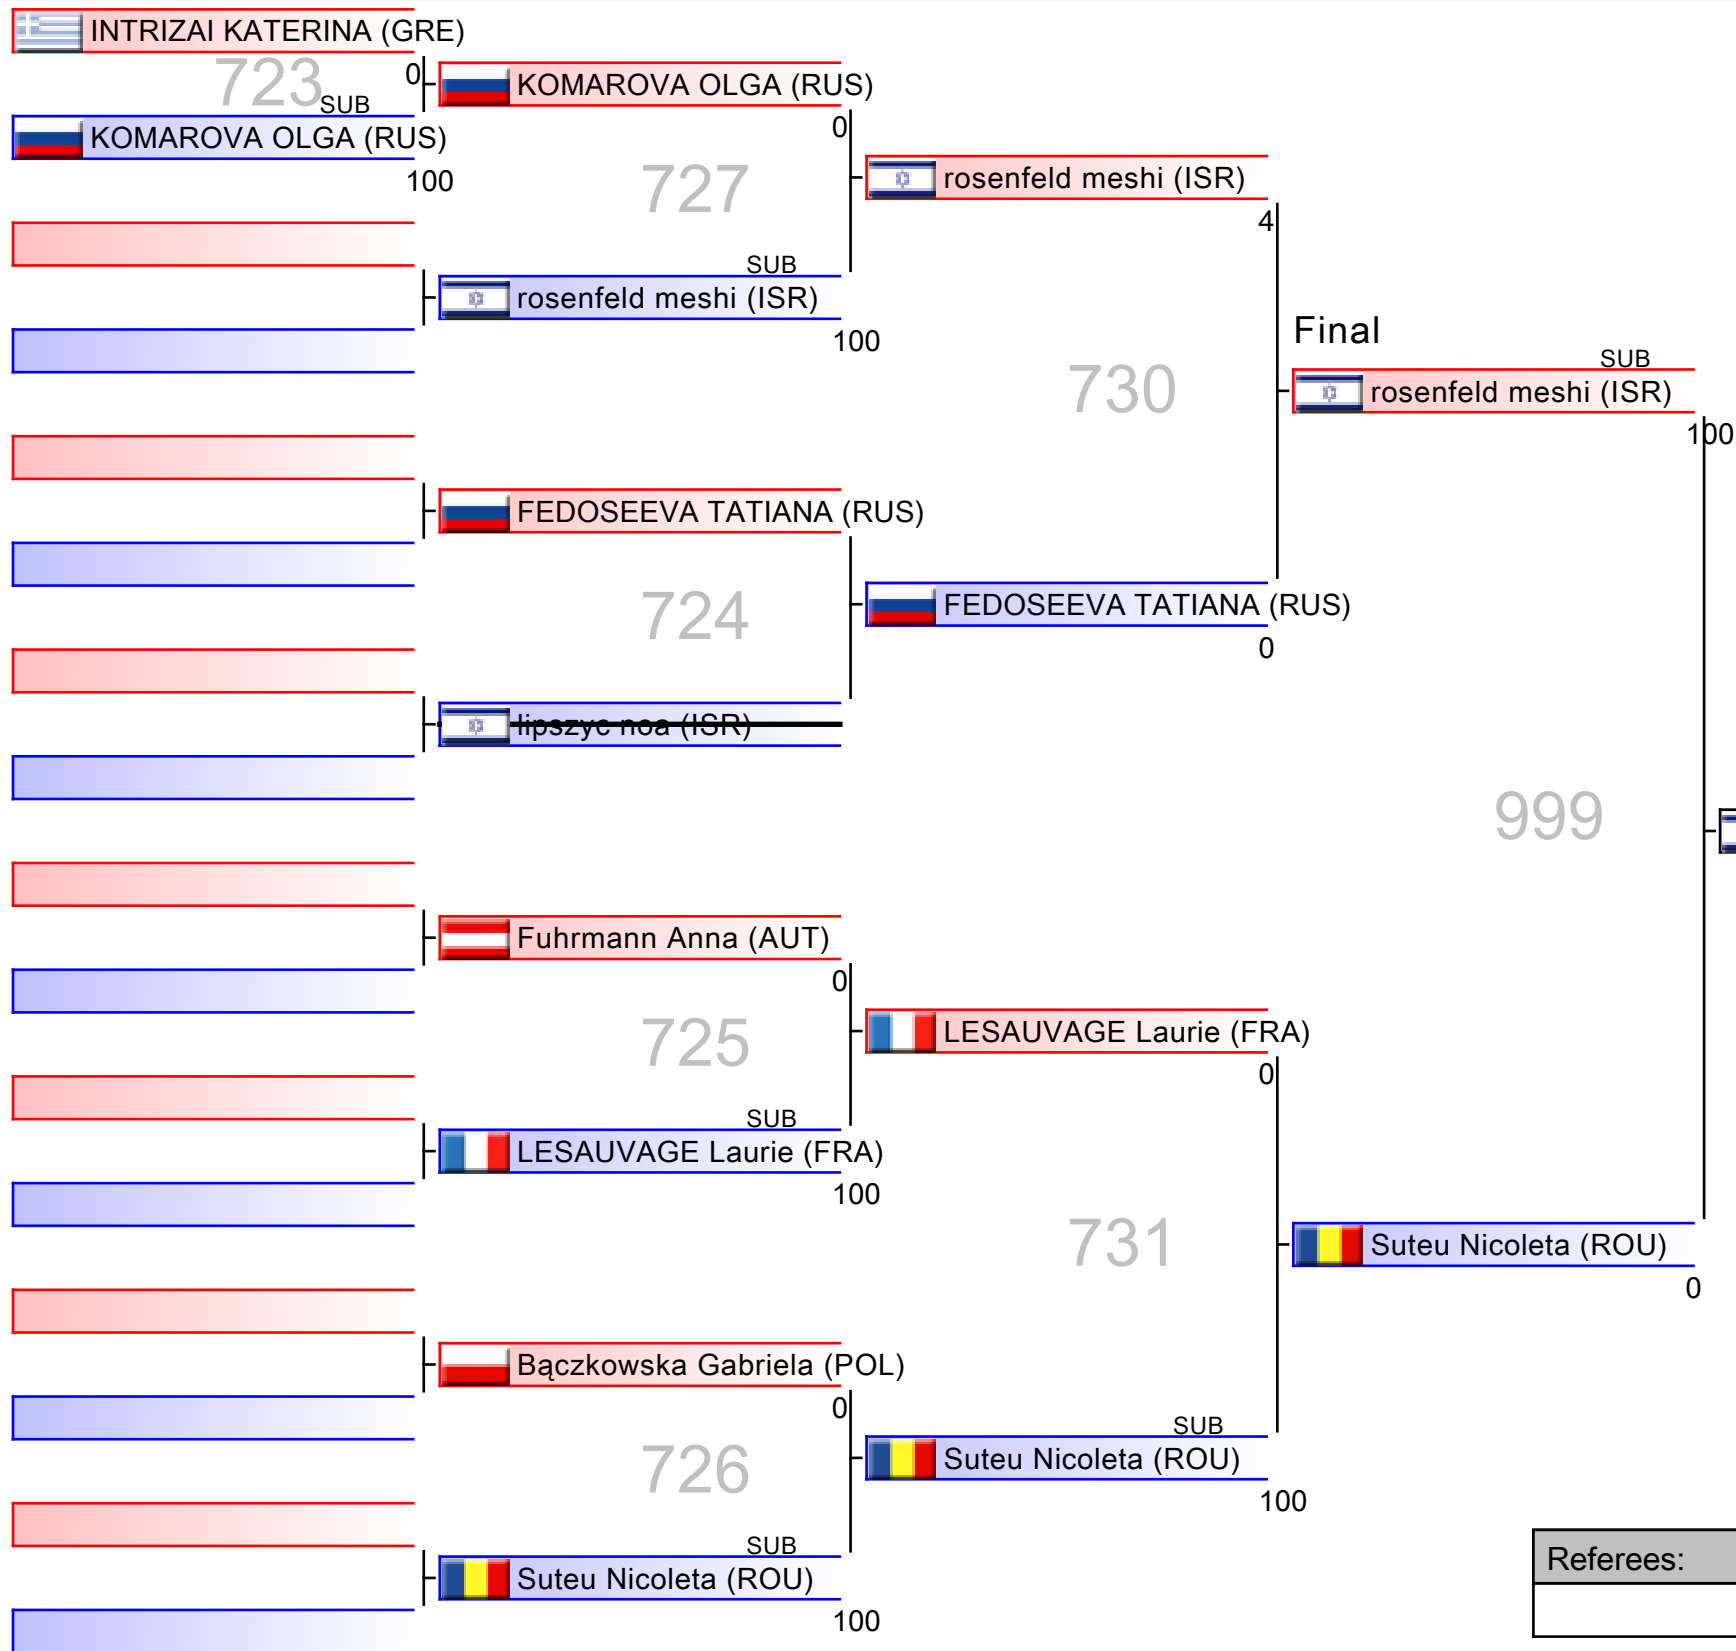 INTRIZAI KATERINA (GRE)
723
0
SUB
KOMAROVA OLGA (RUS)
100
KOMAROVA OLGA (RUS)
0
727
SUB
rosenfeld meshi (ISR)
100
FEDOSEEVA TATIANA (RUS)
724
lipszyc noa (ISR)
Fuhrmann Anna (AUT)
0
725
SUB
LESAUVAGE Laurie (FRA)
100
Bączkowska Gabriela (POL)
0
726
SUB
Suteu Nicoleta (ROU)
100
rosenfeld meshi (ISR)
4
730
FEDOSEEVA TATIANA (RUS)
0
LESAUVAGE Laurie (FRA)
0
731
SUB
Suteu Nicoleta (ROU)
100
Final
SUB
rosenfeld meshi (ISR)
100
999
Suteu Nicoleta (ROU)
0
Referees: